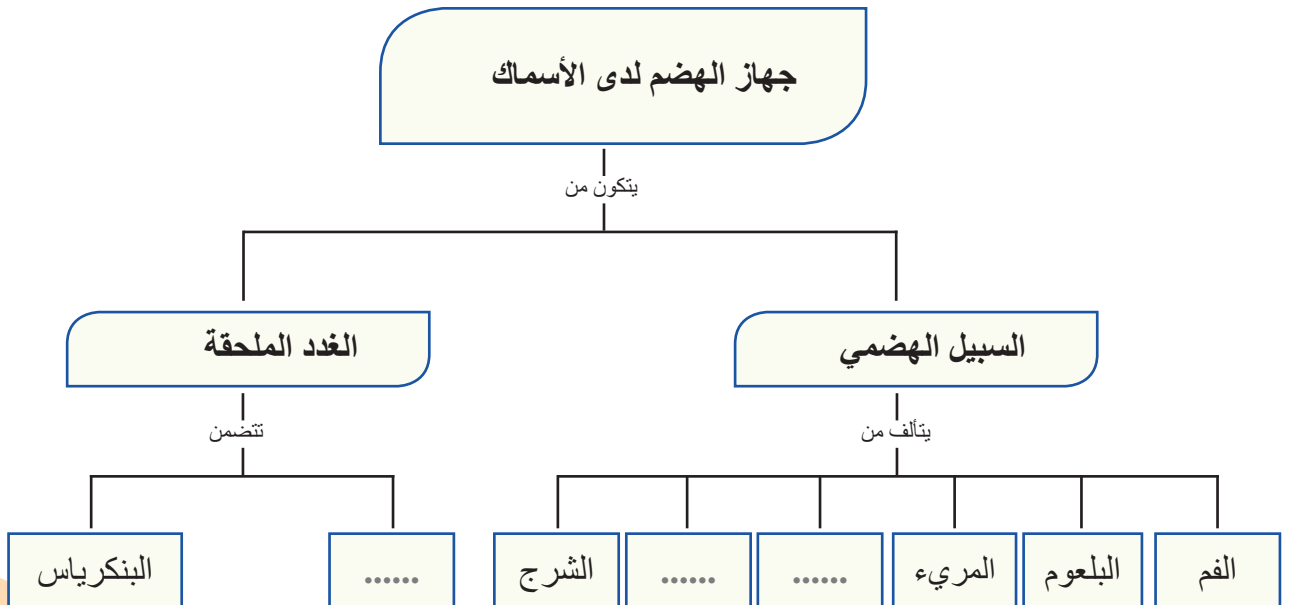 جهاز الهضم لدى الأسماك
يتكون من
السبيل الهضمي
الغدد الملحقة
يتألف من
تتضمن
الفم
البلعوم
المريء
......
......
الشرج
......
البنكرياس